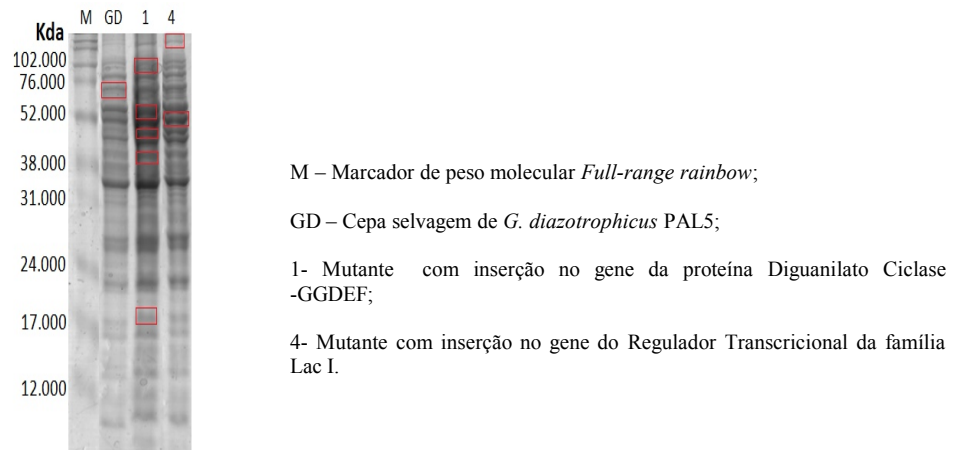 M GD 1 4
Kda
102.000
76.000
52.000
38.000
31.000
24.000
17.000
12.000
M – Marcador de peso molecular Full-range rainbow;
GD – Cepa selvagem de G. diazotrophicus PAL5;
1- Mutante com inserção no gene da proteína Diguanilato Ciclase
-GGDEF;
4- Mutante com inserção no gene do Regulador Transcricional da família
Lac I.